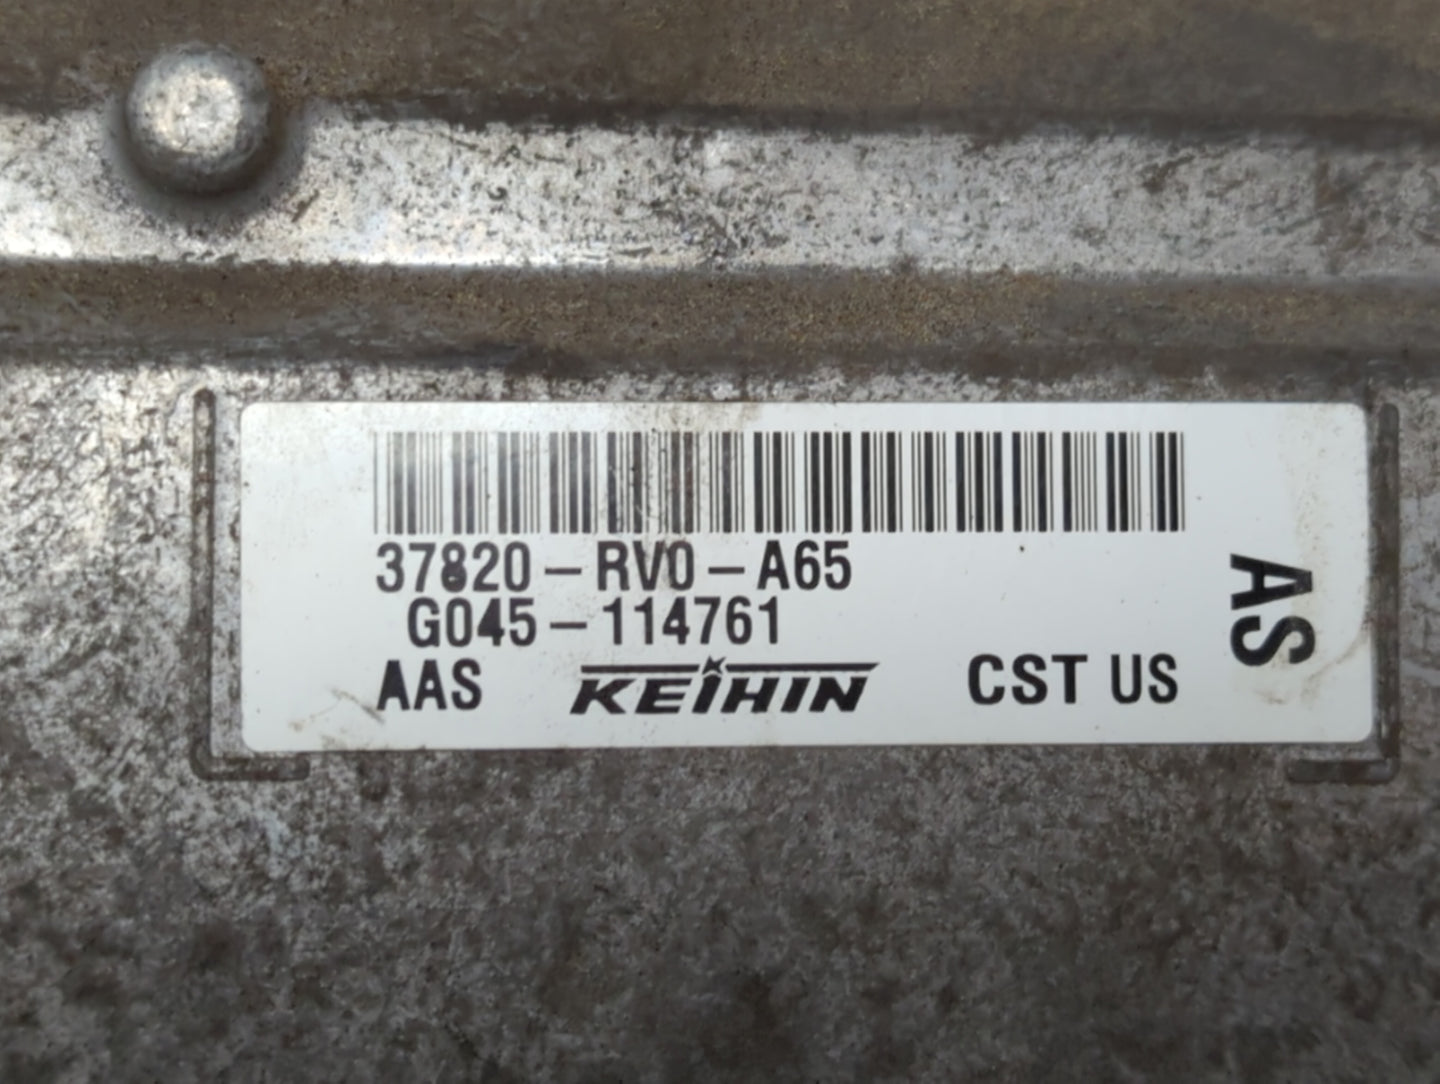 37820-RV0-A65
G045-114761
AAS KEIHIN CST US
AS